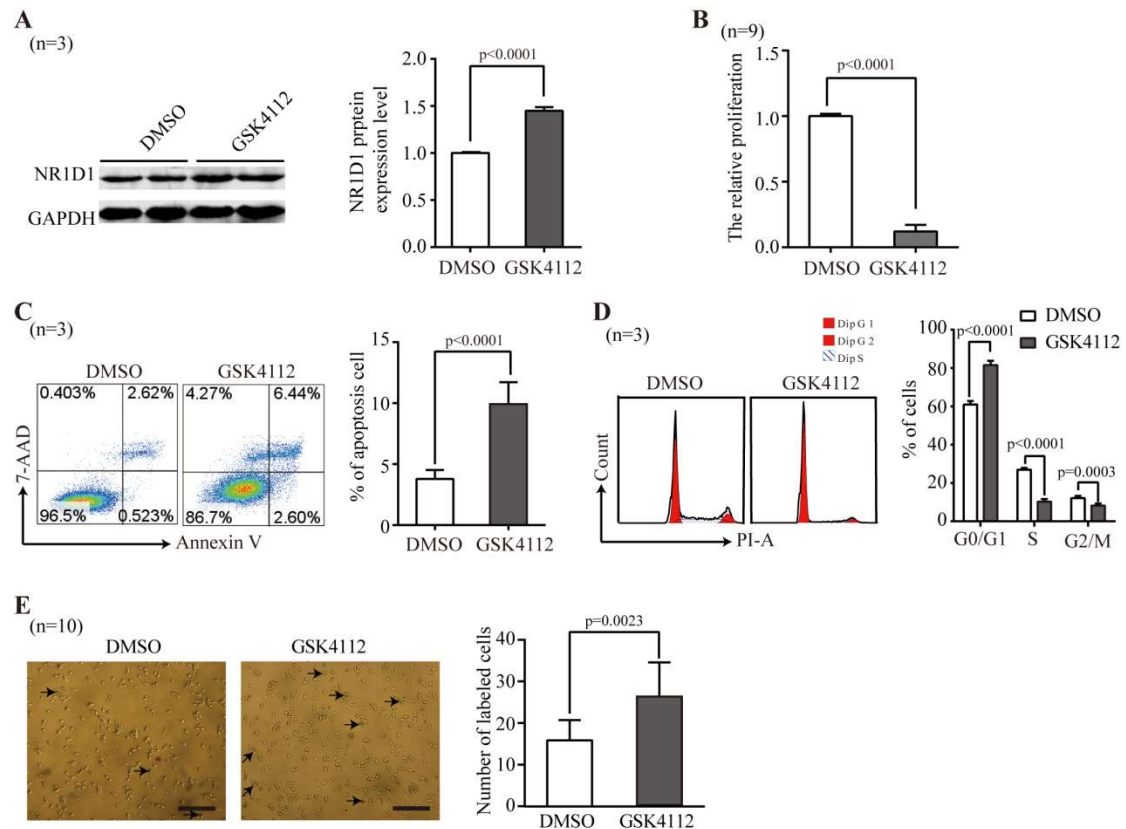 A
(n=3)
DMSO
GSK4112
NR1D1
GAPDH
NR1D1 prptein
expression level
2.0
1.5
1.0
0.5
0.0
p<0.0001
DMSO GSK4112
B
(n=9)
The relative proliferation
1.5
1.0
0.5
0.0
p<0.0001
DMSO GSK4112
C
(n=3)
DMSO
GSK4112
0.403% 2.62%
96.5% 0.523%
4.27% 6.44%
86.7% 2.60%
7-AAD
Annexin V
% of apoptosis cell
15
10
5
0
p<0.0001
DMSO GSK4112
D
(n=3)
Dip G 1
Dip G 2
Dip S
DMSO
GSK4112
Count
PI-A
% of cells
100
80
60
40
20
0
DMSO
GSK4112
p<0.0001
p<0.0001
p=0.0003
G0/G1 S G2/M
E
(n=10)
DMSO
GSK4112
Number of labeled cells
40
30
20
10
0
p=0.0023
DMSO GSK4112